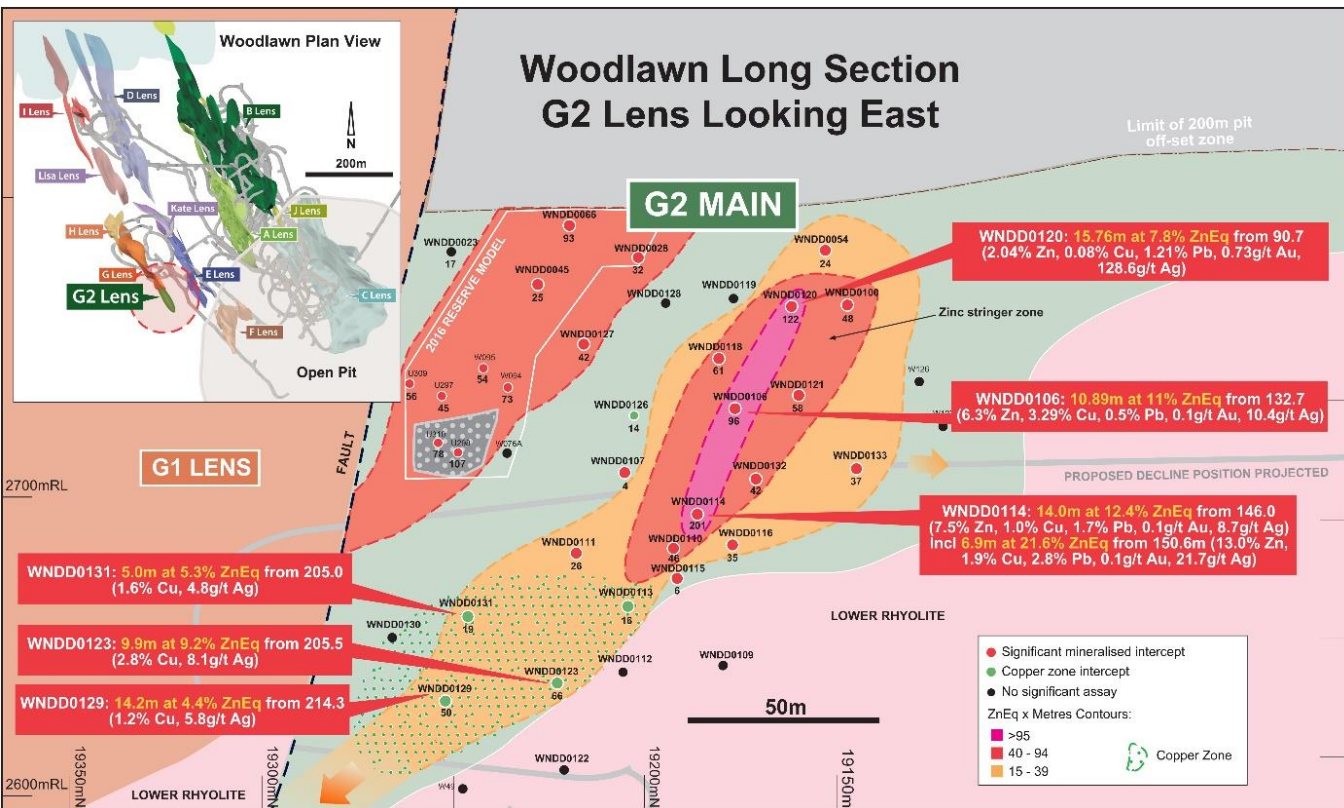 Woodlawn Plan View
D Lens
B Lens
I Lens
N
200m
Lisa Lens
Kate Lens
J Lens
H Lens
A Lens
G Lens
E Lens
G2 Lens
C Lens
F Lens
Open Pit
Woodlawn Long Section
G2 Lens Looking East
Limit of 200m pit
off-set zone
G2 MAIN
WNDD0066
93
WNDD0023
17
WNDD0028
32
WNDD0045
25
2016 RESERVE MODEL
WNDD0128
WNDD0119
WNDD0054
24
WNDD0120
122
WNDD0100
48
Zinc stringer zone
WNDD0127
42
WNDD0118
61
W095
54
U309
56
U297
45
W094
73
WNDD0121
58
W126
WNDD0106
96
WNDD0126
14
U319
78
U298
107
W076A
WNDD0107
4
WNDD0132
42
WNDD0133
37
PROPOSED DECLINE POSITION PROJECTED
G1 LENS
FAULT
2700mRL
WNDD0114
201
WNDD0111
26
WNDD0110
46
WNDD0116
35
WNDD0115
6
WNDD0131
19
WNDD0113
16
WNDD0130
LOWER RHYOLITE
WNDD0112
WNDD0109
WNDD0123
66
WNDD0129
50
50m
WNDD0122
2600mRL
LOWER RHYOLITE
19350mN
19300mN
19200mN
19150m
WNDD0120: 15.76m at 7.8% ZnEq from 90.7
(2.04% Zn, 0.08% Cu, 1.21% Pb, 0.73g/t Au,
128.6g/t Ag)
WNDD0106: 10.89m at 11% ZnEq from 132.7
(6.3% Zn, 3.29% Cu, 0.5% Pb, 0.1g/t Au, 10.4g/t Ag)
WNDD0114: 14.0m at 12.4% ZnEq from 146.0
(7.5% Zn, 1.0% Cu, 1.7% Pb, 0.1g/t Au, 8.7g/t Ag)
Incl 6.9m at 21.6% ZnEq from 150.6m (13.0% Zn,
1.9% Cu, 2.8% Pb, 0.1g/t Au, 21.7g/t Ag)
WNDD0131: 5.0m at 5.3% ZnEq from 205.0
(1.6% Cu, 4.8g/t Ag)
WNDD0123: 9.9m at 9.2% ZnEq from 205.5
(2.8% Cu, 8.1g/t Ag)
WNDD0129: 14.2m at 4.4% ZnEq from 214.3
(1.2% Cu, 5.8g/t Ag)
Significant mineralised intercept
Copper zone intercept
No significant assay
ZnEq x Metres Contours:
>95
40 - 94
15 - 39
Copper Zone